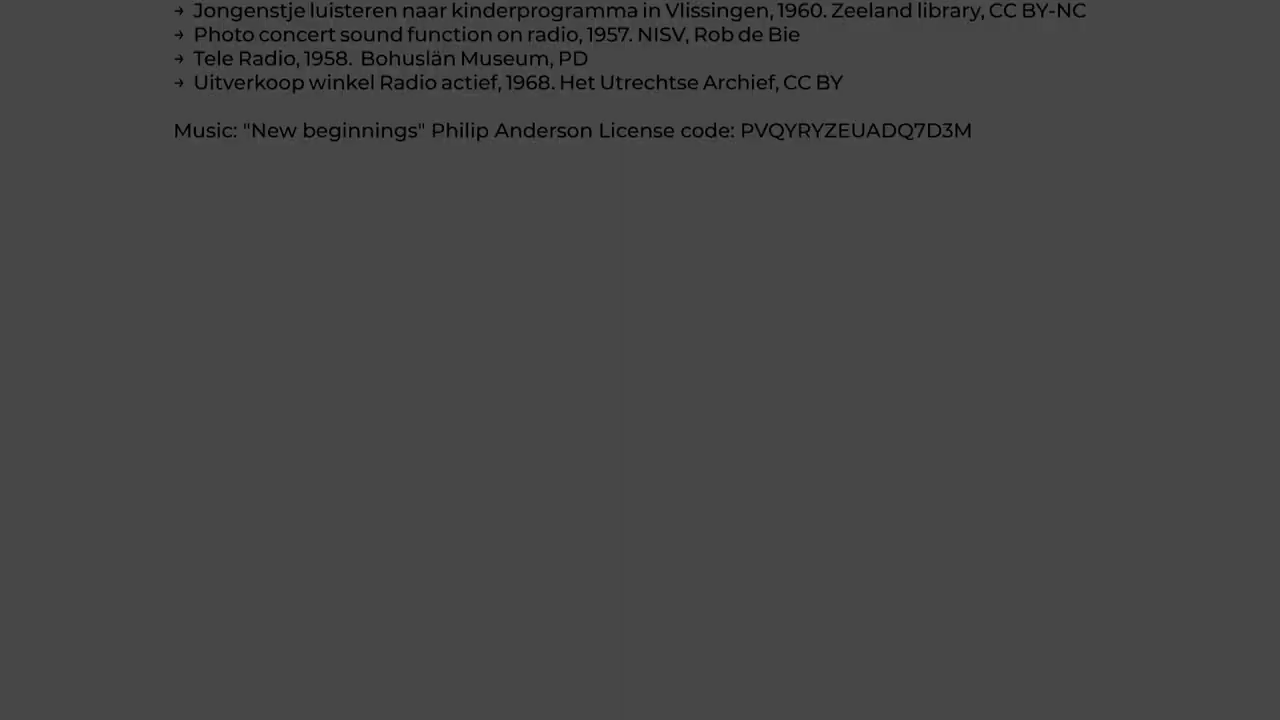 → Jongenstje luisteren naar kinderprogramma in Vlissingen, 1960. Zeeland library, CC BY-NC
→ Photo concert sound function on radio, 1957. NISV, Rob de Bie
→ Tele Radio, 1958. Bohuslän Museum, PD
→ Uitverkoop winkel Radio actief, 1968. Het Utrechtse Archief, CC BY
Music: "New beginnings" Philip Anderson License code: PVQYRYZEUADQ7D3M